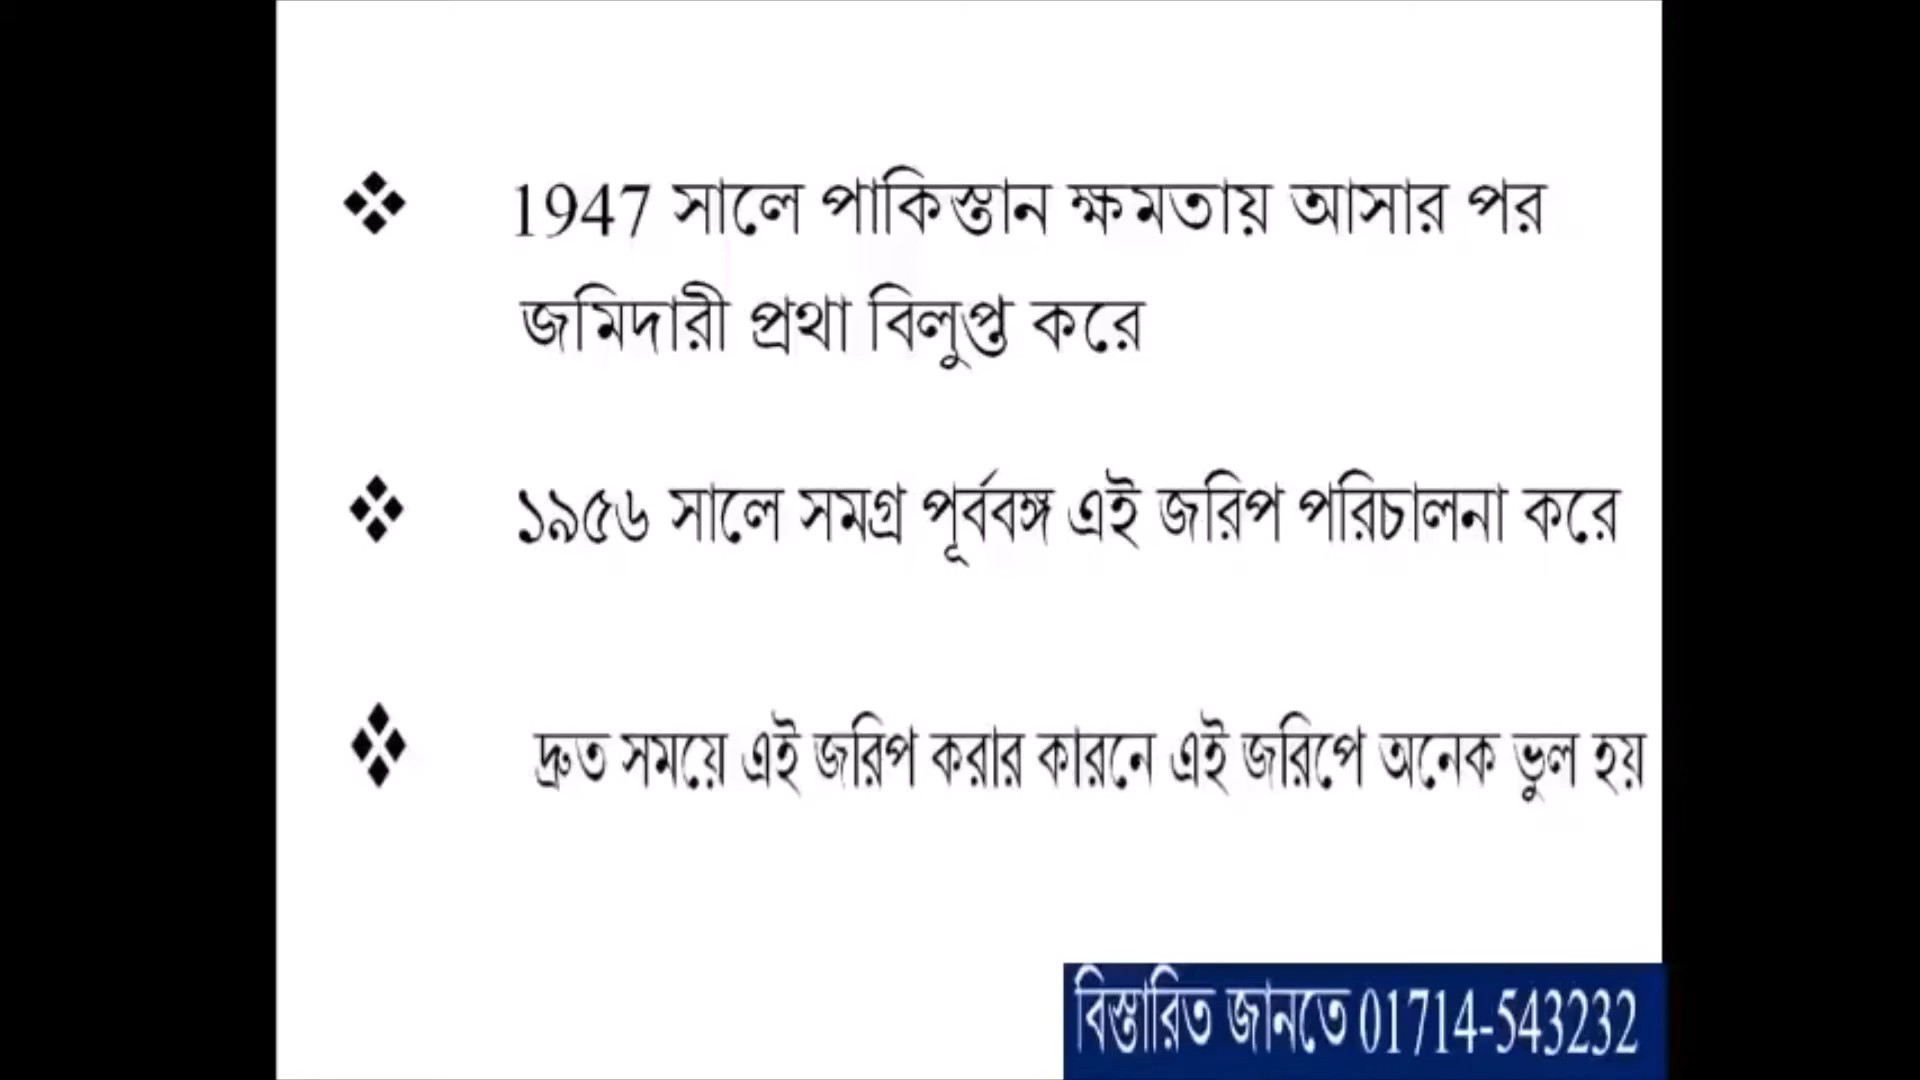 ❖ 1947 সালে পাকিস্তান ক্ষমতায় আসার পর
জমিদারী প্রথা বিলুপ্ত করে
❖ ১৯৫৬ সালে সমগ্র পূর্ববঙ্গ এই জরিপ পরিচালনা করে
❖ দ্রুত সময়ে এই জরিপ করার কারনে এই জরিপে অনেক ভুল হয়
বিস্তারিত জানতে 01714-543232